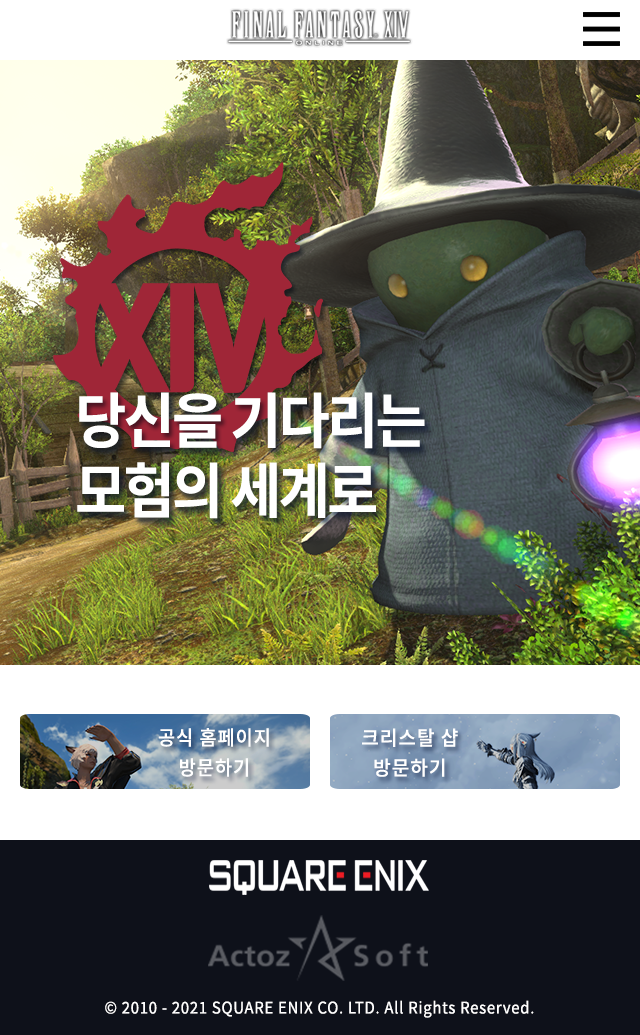 FINAL FANTASY XIV
ONLINE
XIV
당신을 기다리는
모험의 세계로
공식 홈페이지
방문하기
크리스탈 샵
방문하기
SQUARE ENIX
Actoz Soft
© 2010 - 2021 SQUARE ENIX CO. LTD. All Rights Reserved.